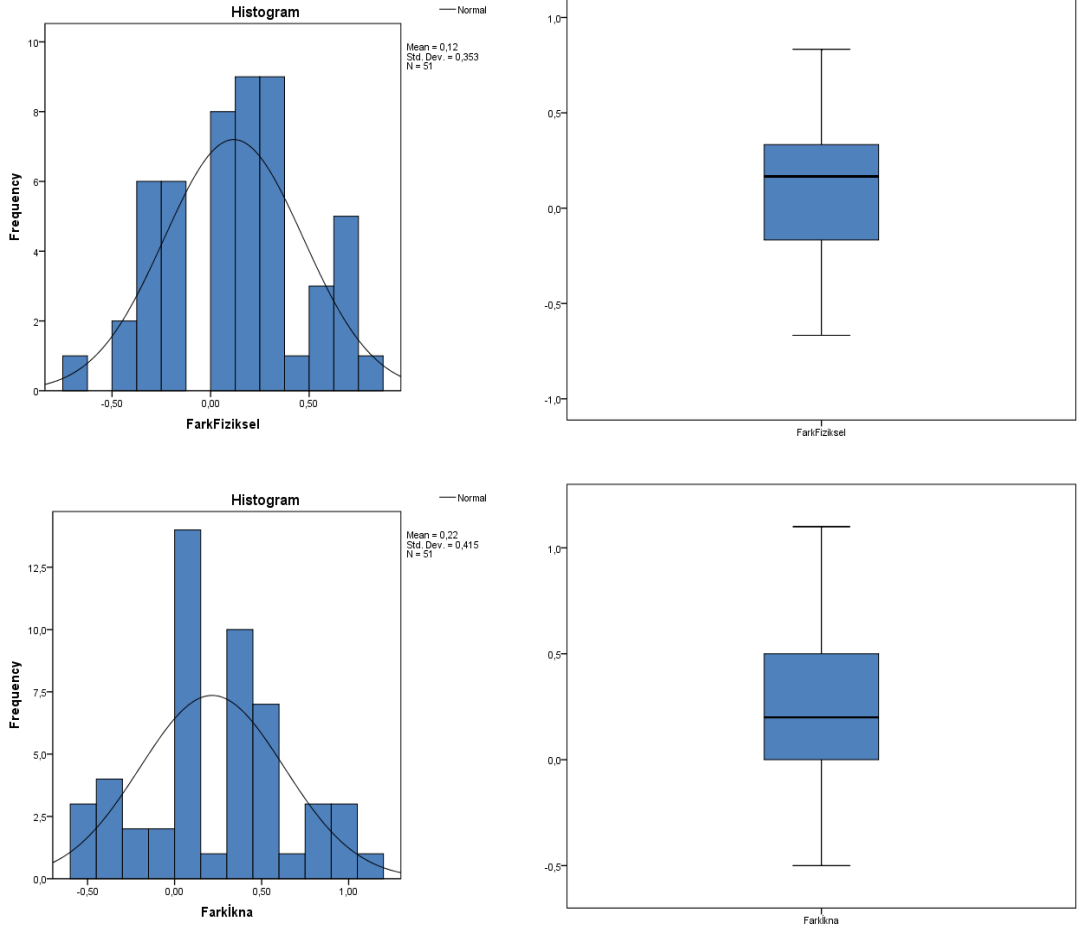 Histogram
Normal
Mean = 0,12
Std. Dev. = 0,353
N = 51
Frequency
10
8
6
4
2
0
-0,50
0,00
0,50
FarkFiziksel
1,0
0,5
0,0
-0,5
-1,0
FarkFiziksel
Histogram
Normal
Mean = 0,22
Std. Dev. = 0,415
N = 51
Frequency
12,5
10,0
7,5
5,0
2,5
0,0
-0,50
0,00
0,50
1,00
Farkİkna
1,0
0,5
0,0
-0,5
Farkİkna